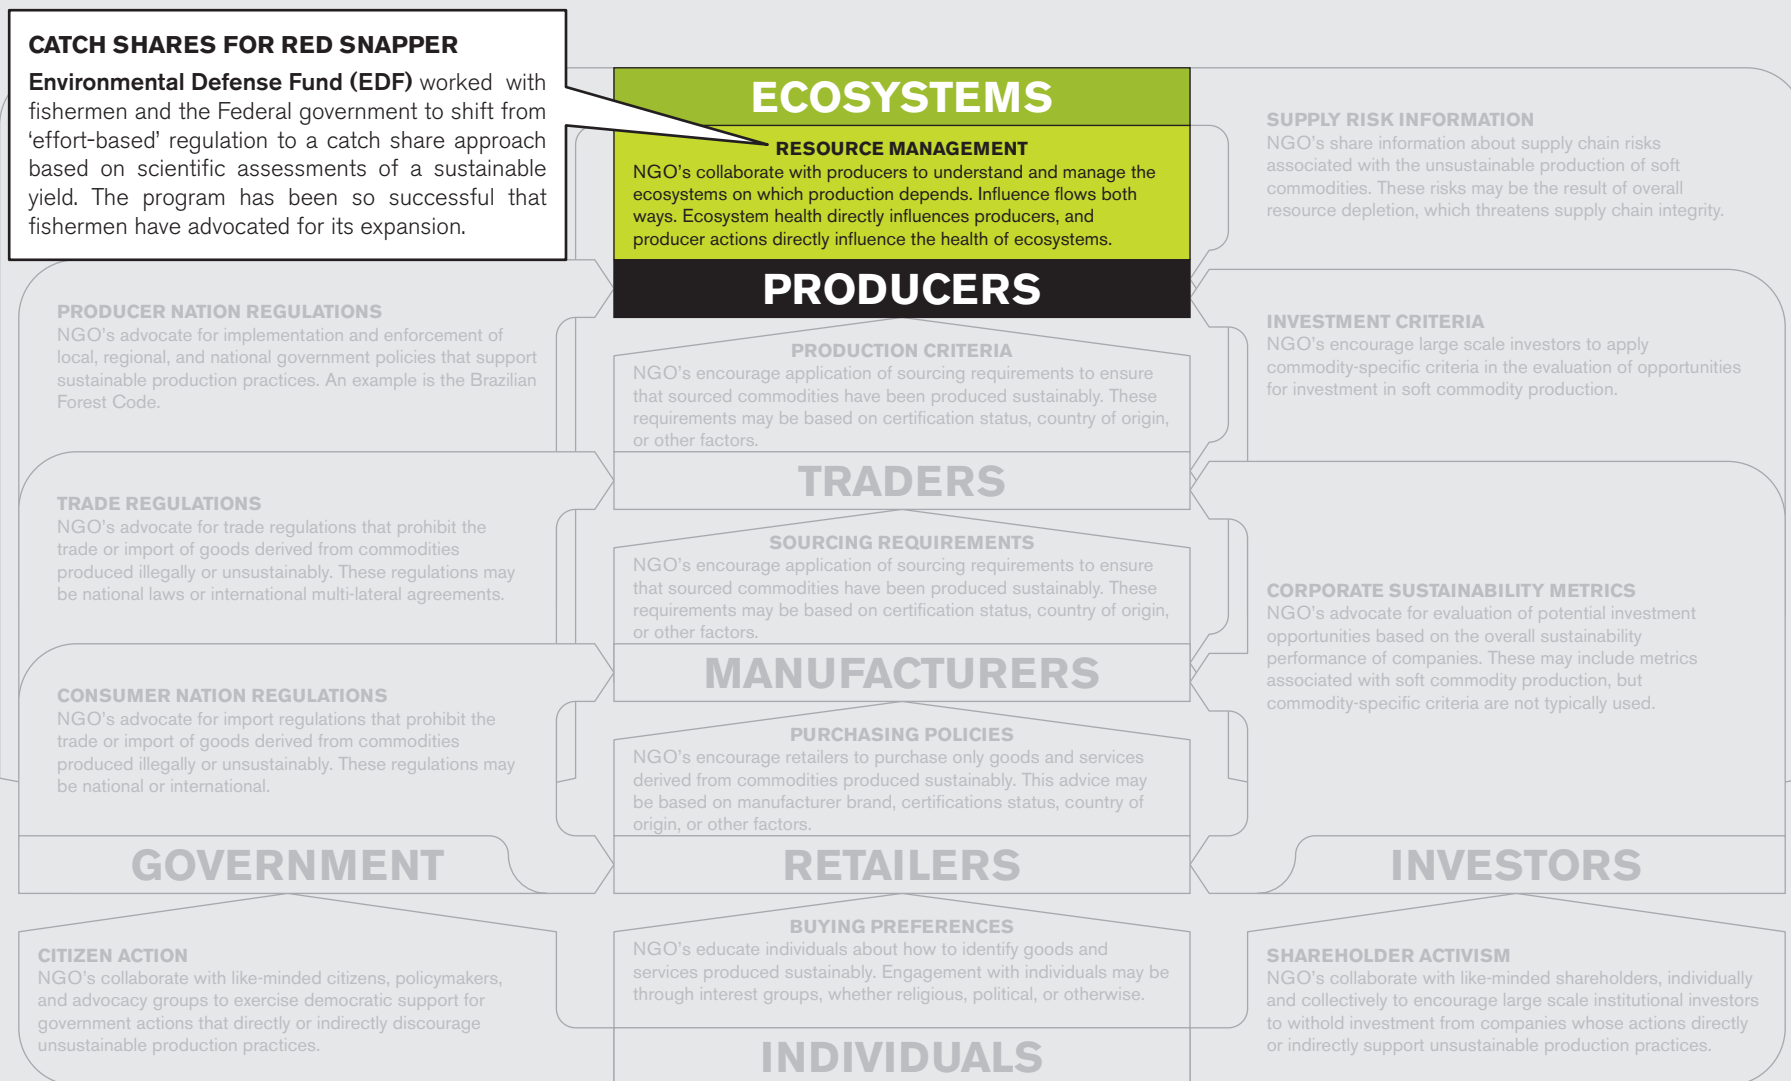 CATCH SHARES FOR RED SNAPPER
Environmental Defense Fund (EDF) worked with
fishermen and the Federal government to shift from
‘effort-based’ regulation to a catch share approach
based on scientific assessments of a sustainable
yield. The program has been so successful that
fishermen have advocated for its expansion.
ECOSYSTEMS
RESOURCE MANAGEMENT
NGO's collaborate with producers to understand and manage the
ecosystems on which production depends. Influence flows both
ways. Ecosystem health directly influences producers, and
producer actions directly influence the health of ecosystems.
PRODUCERS
SUPPLY RISK INFORMATION
NGO's share information about supply chain risks
associated with the unsustainable production of soft
commodities. These risks may be the result of overall
resource depletion, which threatens supply chain integrity.
PRODUCER NATION REGULATIONS
NGO's advocate for implementation and enforcement of
local, regional, and national government policies that support
sustainable production practices. An example is the Brazilian
Forest Code.
PRODUCTION CRITERIA
NGO's encourage application of sourcing requirements to ensure
that sourced commodities have been produced sustainably. These
requirements may be based on certification status, country of origin,
or other factors.
INVESTMENT CRITERIA
NGO's encourage large scale investors to apply
commodity-specific criteria in the evaluation of opportunities
for investment in soft commodity production.
TRADERS
TRADE REGULATIONS
NGO's advocate for trade regulations that prohibit the
trade or import of goods derived from commodities
produced illegally or unsustainably. These regulations may
be national laws or international multi-lateral agreements.
SOURCING REQUIREMENTS
NGO's encourage application of sourcing requirements to ensure
that sourced commodities have been produced sustainably. These
requirements may be based on certification status, country of origin,
or other factors.
CORPORATE SUSTAINABILITY METRICS
NGO's advocate for evaluation of potential investment
opportunities based on the overall sustainability
performance of companies. These may include metrics
associated with soft commodity production, but
commodity-specific criteria are not typically used.
MANUFACTURERS
CONSUMER NATION REGULATIONS
NGO's advocate for import regulations that prohibit the
trade or import of goods derived from commodities
produced illegally or unsustainably. These regulations may
be national or international.
PURCHASING POLICIES
NGO's encourage retailers to purchase only goods and services
derived from commodities produced sustainably. This advice may
be based on manufacturer brand, certifications status, country of
origin, or other factors.
GOVERNMENT
RETAILERS
INVESTORS
CITIZEN ACTION
NGO's collaborate with like-minded citizens, policymakers,
and advocacy groups to exercise democratic support for
government actions that directly or indirectly discourage
unsustainable production practices.
BUYING PREFERENCES
NGO's educate individuals about how to identify goods and
services produced sustainably. Engagement with individuals may be
through interest groups, whether religious, political, or otherwise.
SHAREHOLDER ACTIVISM
NGO's collaborate with like-minded shareholders, individually
and collectively to encourage large scale institutional investors
to withold investment from companies whose actions directly
or indirectly support unsustainable production practices.
INDIVIDUALS